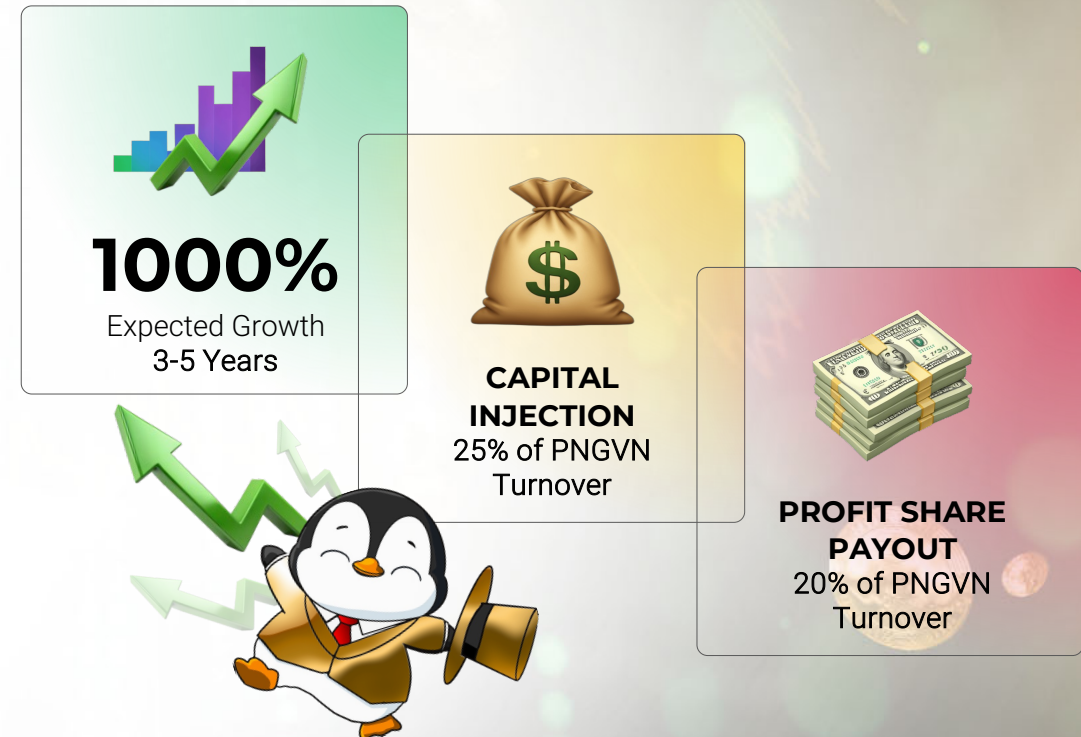 1000%
Expected Growth
3-5 Years
CAPITAL
INJECTION
25% of PNGVN
Turnover
PROFIT SHARE
PAYOUT
20% of PNGVN
Turnover
$